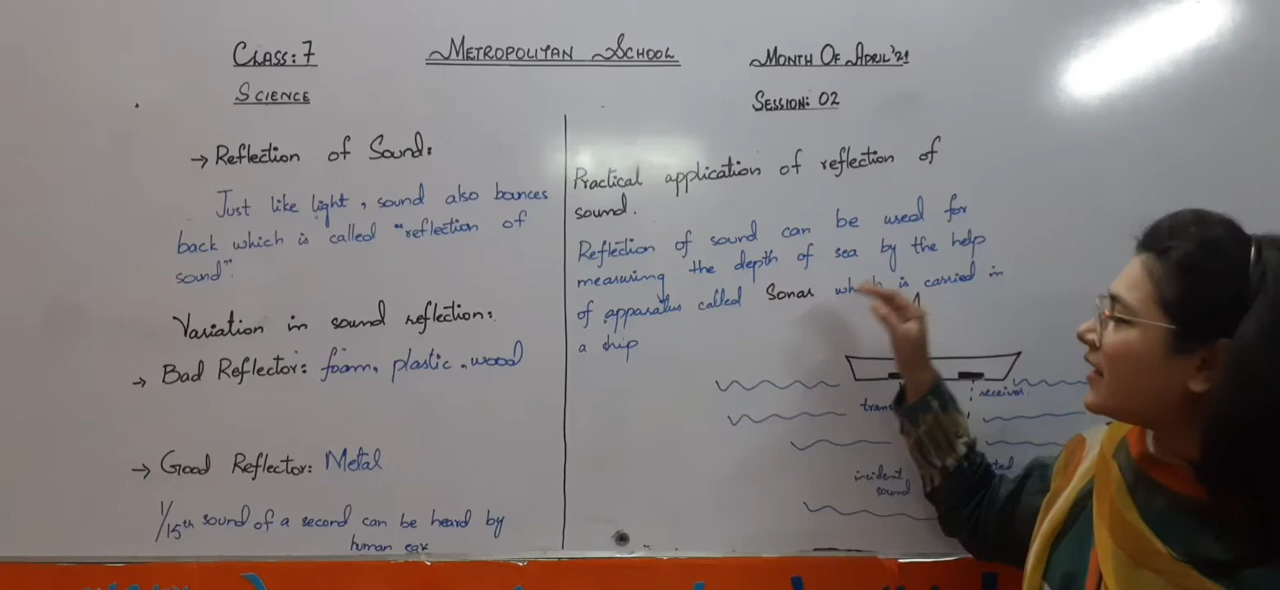 CLASS: 7
METROPOLITAN SCHOOL
MONTH OF APRIL'21
SCIENCE
SESSION: 02
→ Reflection of Sound:
Just like light, sound also bounces
back which is called "reflection of
sound".
Variation in sound reflection:
→ Bad Reflector: foam, plastic, wood
→ Good Reflector: Metal
1/15th sound of a second can be heard by
human ear
Practical application of reflection of
sound.
Reflection of sound can be used for
measuring the depth of sea by the help
of apparatus called Sonar which is carried in
a ship
receiver
incident
sound